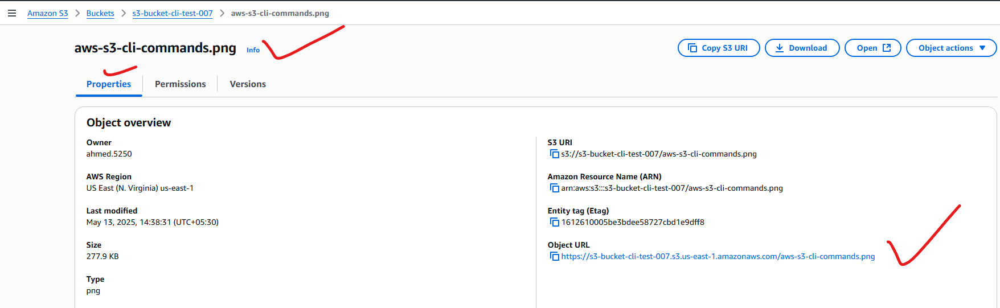 Amazon S3 > Buckets > s3-bucket-cli-test-007 > aws-s3-cli-commands.png
aws-s3-cli-commands.png Info
Copy S3 URI Download Open Object actions
Properties Permissions Versions
Object overview
Owner
ahmed.5250
AWS Region
US East (N. Virginia) us-east-1
Last modified
May 13, 2025, 14:38:31 (UTC+05:30)
Size
277.9 KB
Type
png
S3 URI
s3://s3-bucket-cli-test-007/aws-s3-cli-commands.png
Amazon Resource Name (ARN)
arn:aws:s3:::s3-bucket-cli-test-007/aws-s3-cli-commands.png
Entity tag (Etag)
1612610005be3bdee58727cbd1e9dff8
Object URL
https://s3-bucket-cli-test-007.s3.us-east-1.amazonaws.com/aws-s3-cli-commands.png